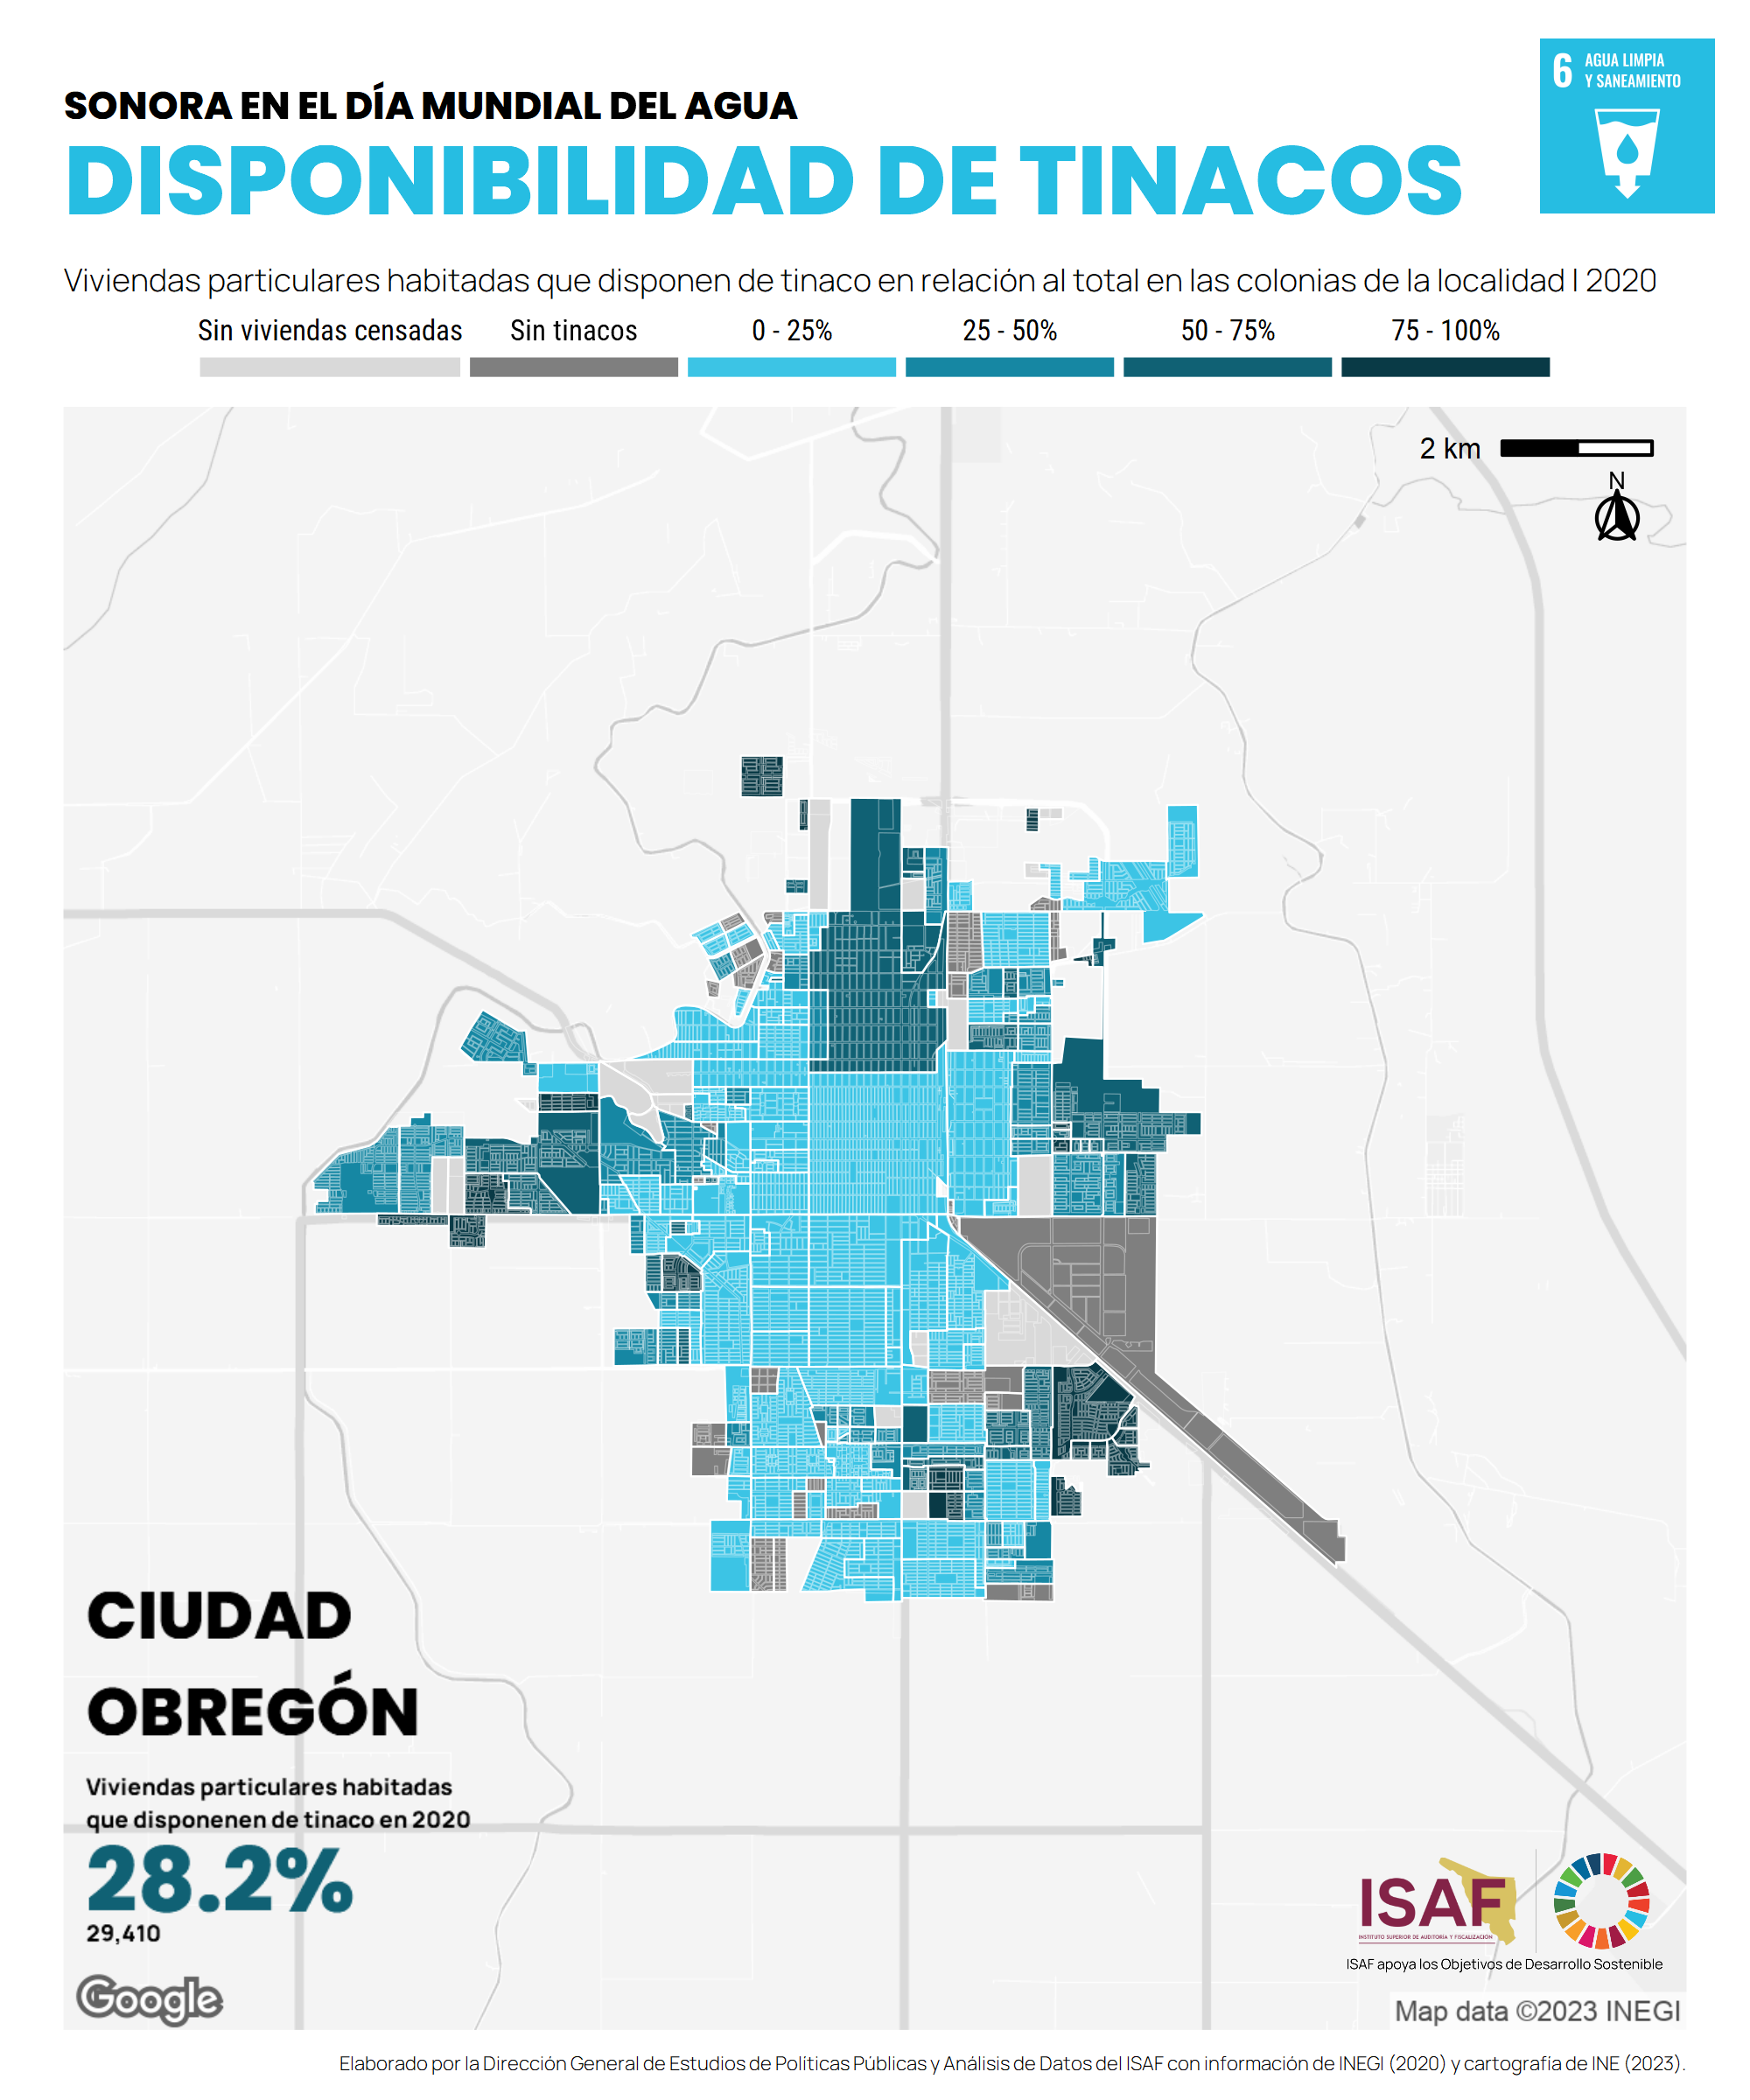 6 AGUA LIMPIA
Y SANEAMIENTO
SONORA EN EL DÍA MUNDIAL DEL AGUA
DISPONIBILIDAD DE TINACOS
Viviendas particulares habitadas que disponen de tinaco en relación al total en las colonias de la localidad | 2020
Sin viviendas censadas Sin tinacos 0 - 25% 25 - 50% 50 - 75% 75 - 100%
2 km
N
CIUDAD
OBREGÓN
Viviendas particulares habitadas
que disponenen de tinaco en 2020
28.2%
29,410
ISAF
INSTITUTO SUPERIOR DE AUDITORÍA Y FISCALIZACIÓN
ISAF apoya los Objetivos de Desarrollo Sostenible
Google
Map data ©2023 INEGI
Elaborado por la Dirección General de Estudios de Políticas Públicas y Análisis de Datos del ISAF con información de INEGI (2020) y cartografía de INE (2023).